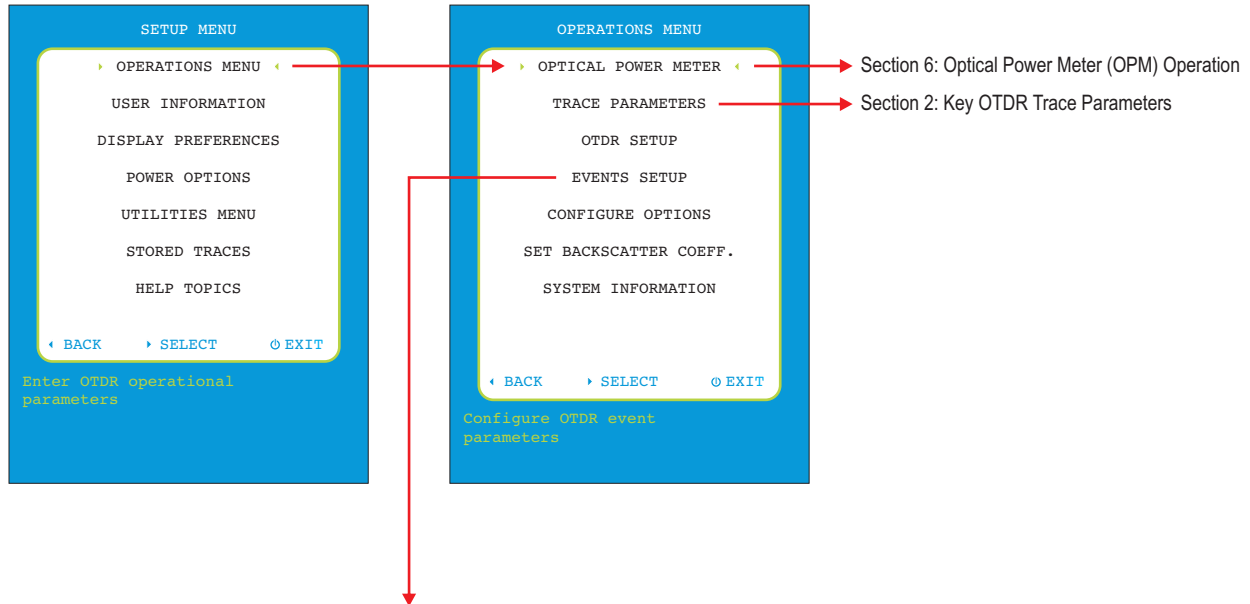 SETUP MENU
OPERATIONS MENU
USER INFORMATION
DISPLAY PREFERENCES
POWER OPTIONS
UTILITIES MENU
STORED TRACES
HELP TOPICS
BACK SELECT EXIT
Enter OTDR operational
parameters
OPERATIONS MENU
OPTICAL POWER METER
TRACE PARAMETERS
OTDR SETUP
EVENTS SETUP
CONFIGURE OPTIONS
SET BACKSCATTER COEFF.
SYSTEM INFORMATION
BACK SELECT EXIT
Configure OTDR event
parameters
Section 6: Optical Power Meter (OPM) Operation
Section 2: Key OTDR Trace Parameters